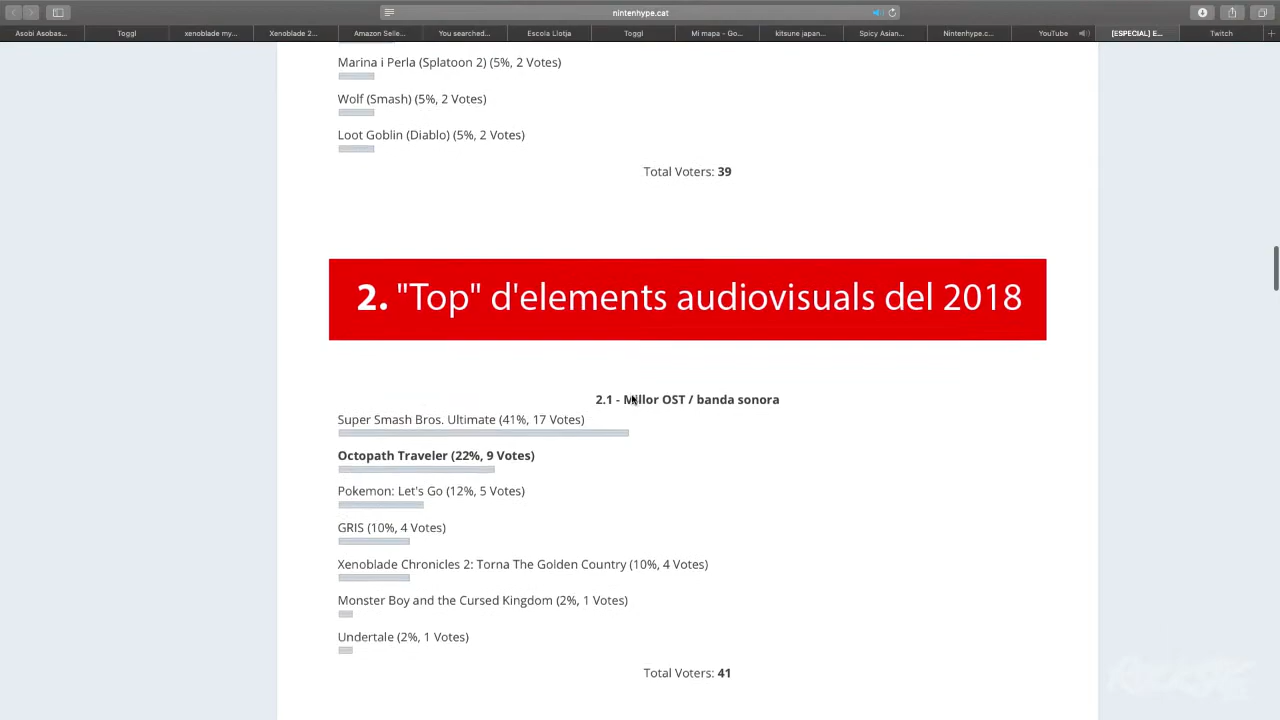 nintenhype.cat
Asobi Asobas...
Toggl
xenoblade my...
Xenoblade 2...
Amazon Selle...
You searched...
Escola Llotja
Toggl
Mi mapa - Go...
kitsune japan...
Spicy Asian...
Nintenhype.c...
YouTube
[ESPECIAL] E...
Twitch
Marina i Perla (Splatoon 2) (5%, 2 Votes)
Wolf (Smash) (5%, 2 Votes)
Loot Goblin (Diablo) (5%, 2 Votes)
Total Voters: 39
2. "Top" d'elements audiovisuals del 2018
2.1 - Millor OST / banda sonora
Super Smash Bros. Ultimate (41%, 17 Votes)
Octopath Traveler (22%, 9 Votes)
Pokemon: Let's Go (12%, 5 Votes)
GRIS (10%, 4 Votes)
Xenoblade Chronicles 2: Torna The Golden Country (10%, 4 Votes)
Monster Boy and the Cursed Kingdom (2%, 1 Votes)
Undertale (2%, 1 Votes)
Total Voters: 41